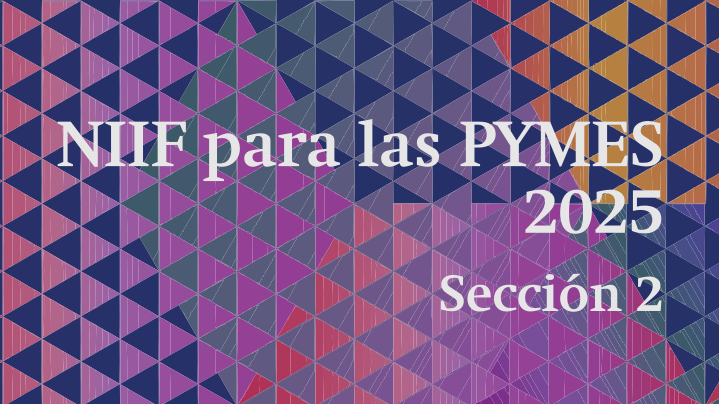 NIIF para las PYMES
2025
Sección 2